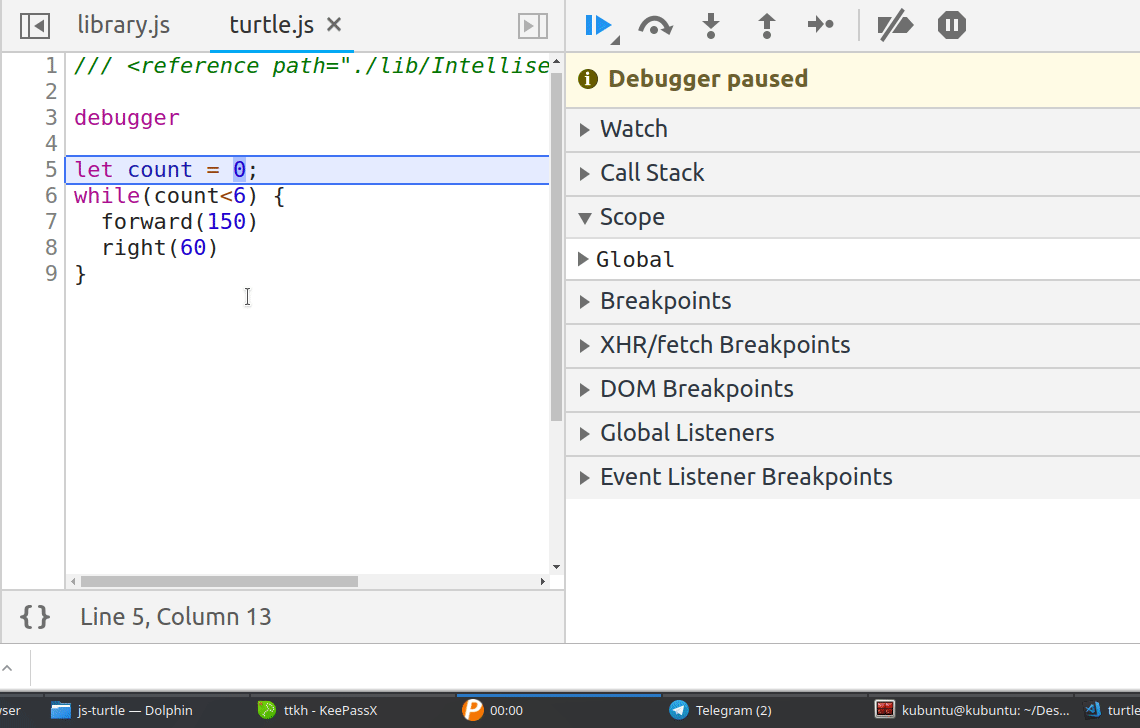 library.js
turtle.js ×
1 /// <reference path="./lib/Intellise
2
3 debugger
4
5 let count = 0;
6 while(count<6) {
7 forward(150)
8 right(60)
9 }
{} Line 5, Column 13
Debugger paused
Watch
Call Stack
Scope
Global
Breakpoints
XHR/fetch Breakpoints
DOM Breakpoints
Global Listeners
Event Listener Breakpoints
ser
js-turtle — Dolphin
ttkh - KeePassX
00:00
Telegram (2)
kubuntu@kubuntu: ~/Des...
turtle